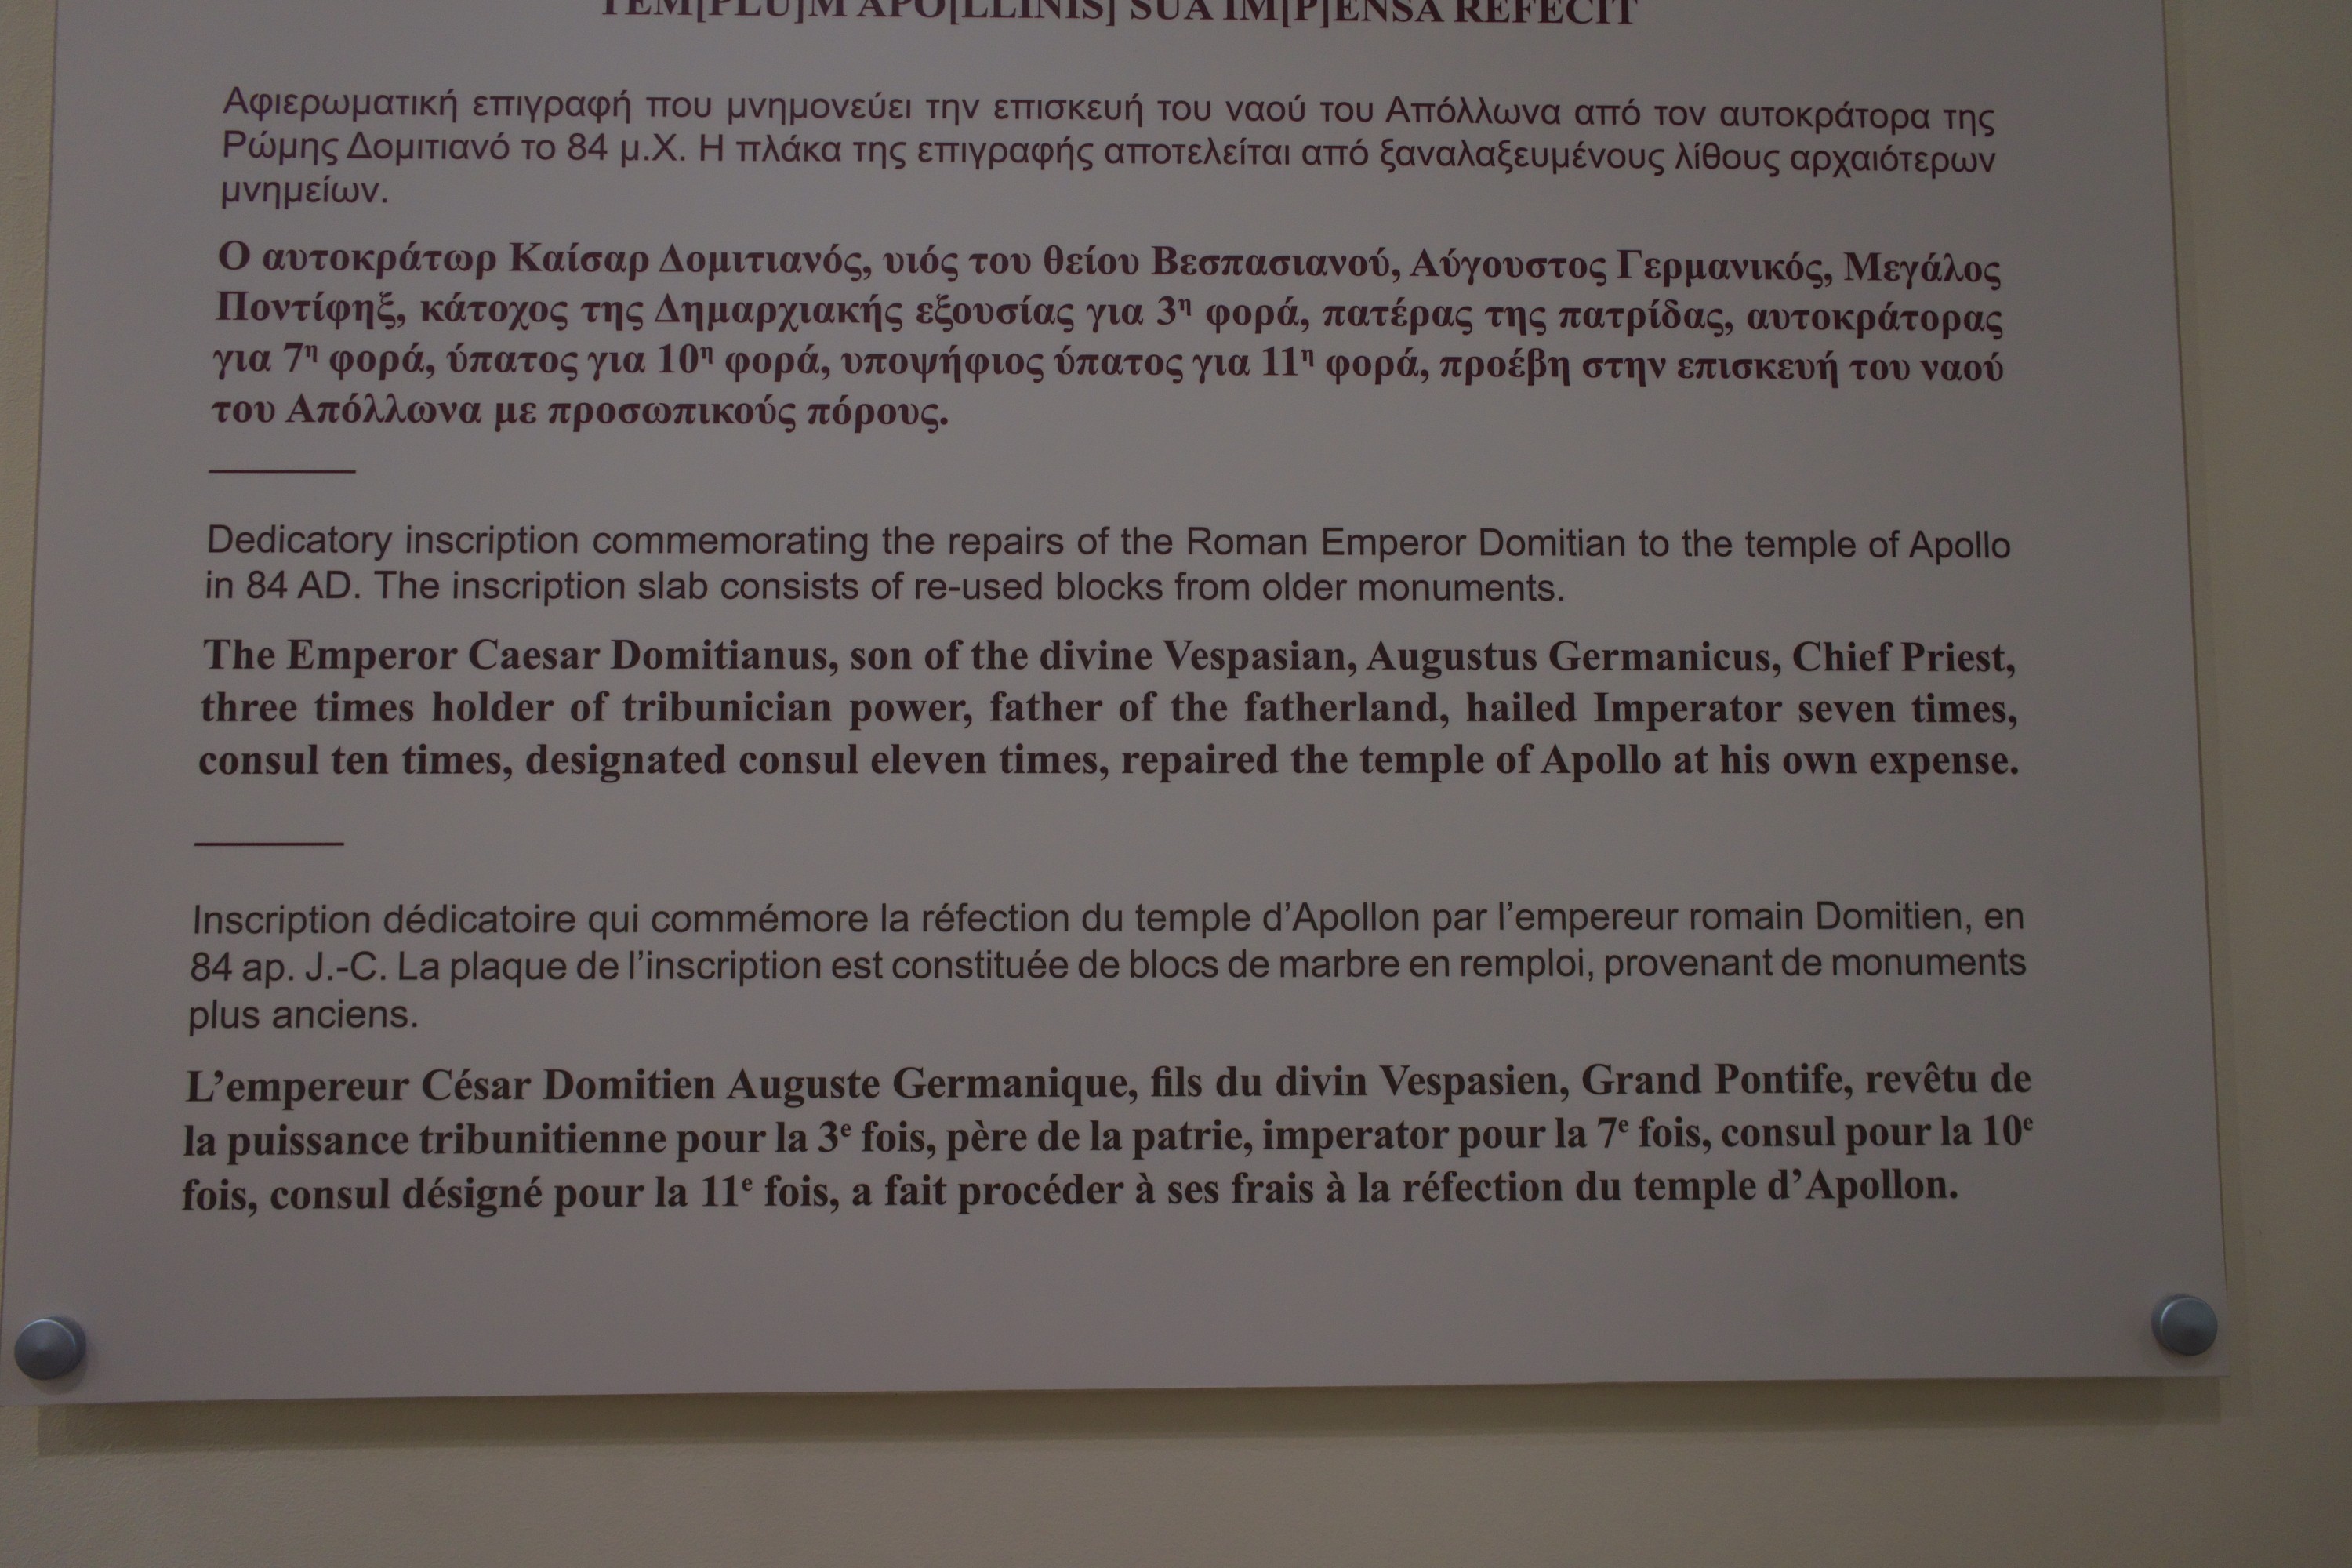 TEM[PLU]M APO[LLINIS] SUA IM[P]ENSA REFECIT
Αφιερωματική επιγραφή που μνημονεύει την επισκευή του ναού του Απόλλωνα από τον αυτοκράτορα της
Ρώμης Δομιτιανό το 84 μ.Χ. Η πλάκα της επιγραφής αποτελείται από ξαναλαξευμένους λίθους αρχαιότερων
μνημείων.
Ο αυτοκράτωρ Καίσαρ Δομιτιανός, υιός του θείου Βεσπασιανού, Αύγουστος Γερμανικός, Μεγάλος
Ποντίφηξ, κάτοχος της Δημαρχιακής εξουσίας για 3η φορά, πατέρας της πατρίδας, αυτοκράτορας
για 7η φορά, ύπατος για 10η φορά, υποψήφιος ύπατος για 11η φορά, προέβη στην επισκευή του ναού
του Απόλλωνα με προσωπικούς πόρους.
Dedicatory inscription commemorating the repairs of the Roman Emperor Domitian to the temple of Apollo
in 84 AD. The inscription slab consists of re-used blocks from older monuments.
The Emperor Caesar Domitianus, son of the divine Vespasian, Augustus Germanicus, Chief Priest,
three times holder of tribunician power, father of the fatherland, hailed Imperator seven times,
consul ten times, designated consul eleven times, repaired the temple of Apollo at his own expense.
Inscription dédicatoire qui commémore la réfection du temple d’Apollon par l’empereur romain Domitien, en
84 ap. J.-C. La plaque de l’inscription est constituée de blocs de marbre en remploi, provenant de monuments
plus anciens.
L’empereur César Domitien Auguste Germanique, fils du divin Vespasien, Grand Pontife, revêtu de
la puissance tribunitienne pour la 3e fois, père de la patrie, imperator pour la 7e fois, consul pour la 10e
fois, consul désigné pour la 11e fois, a fait procéder à ses frais à la réfection du temple d’Apollon.